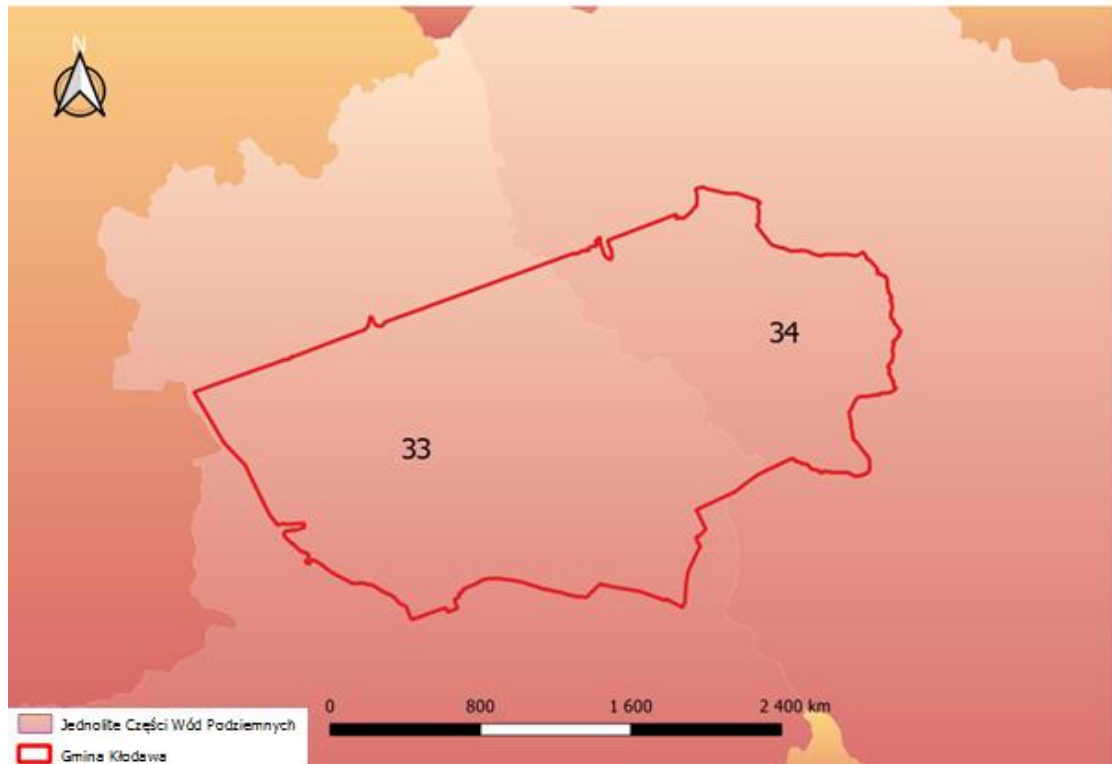 N
34
33
0 800 1 600 2 400 km
Jednolite Części Wód Podziemnych
Gmina Kłodawa